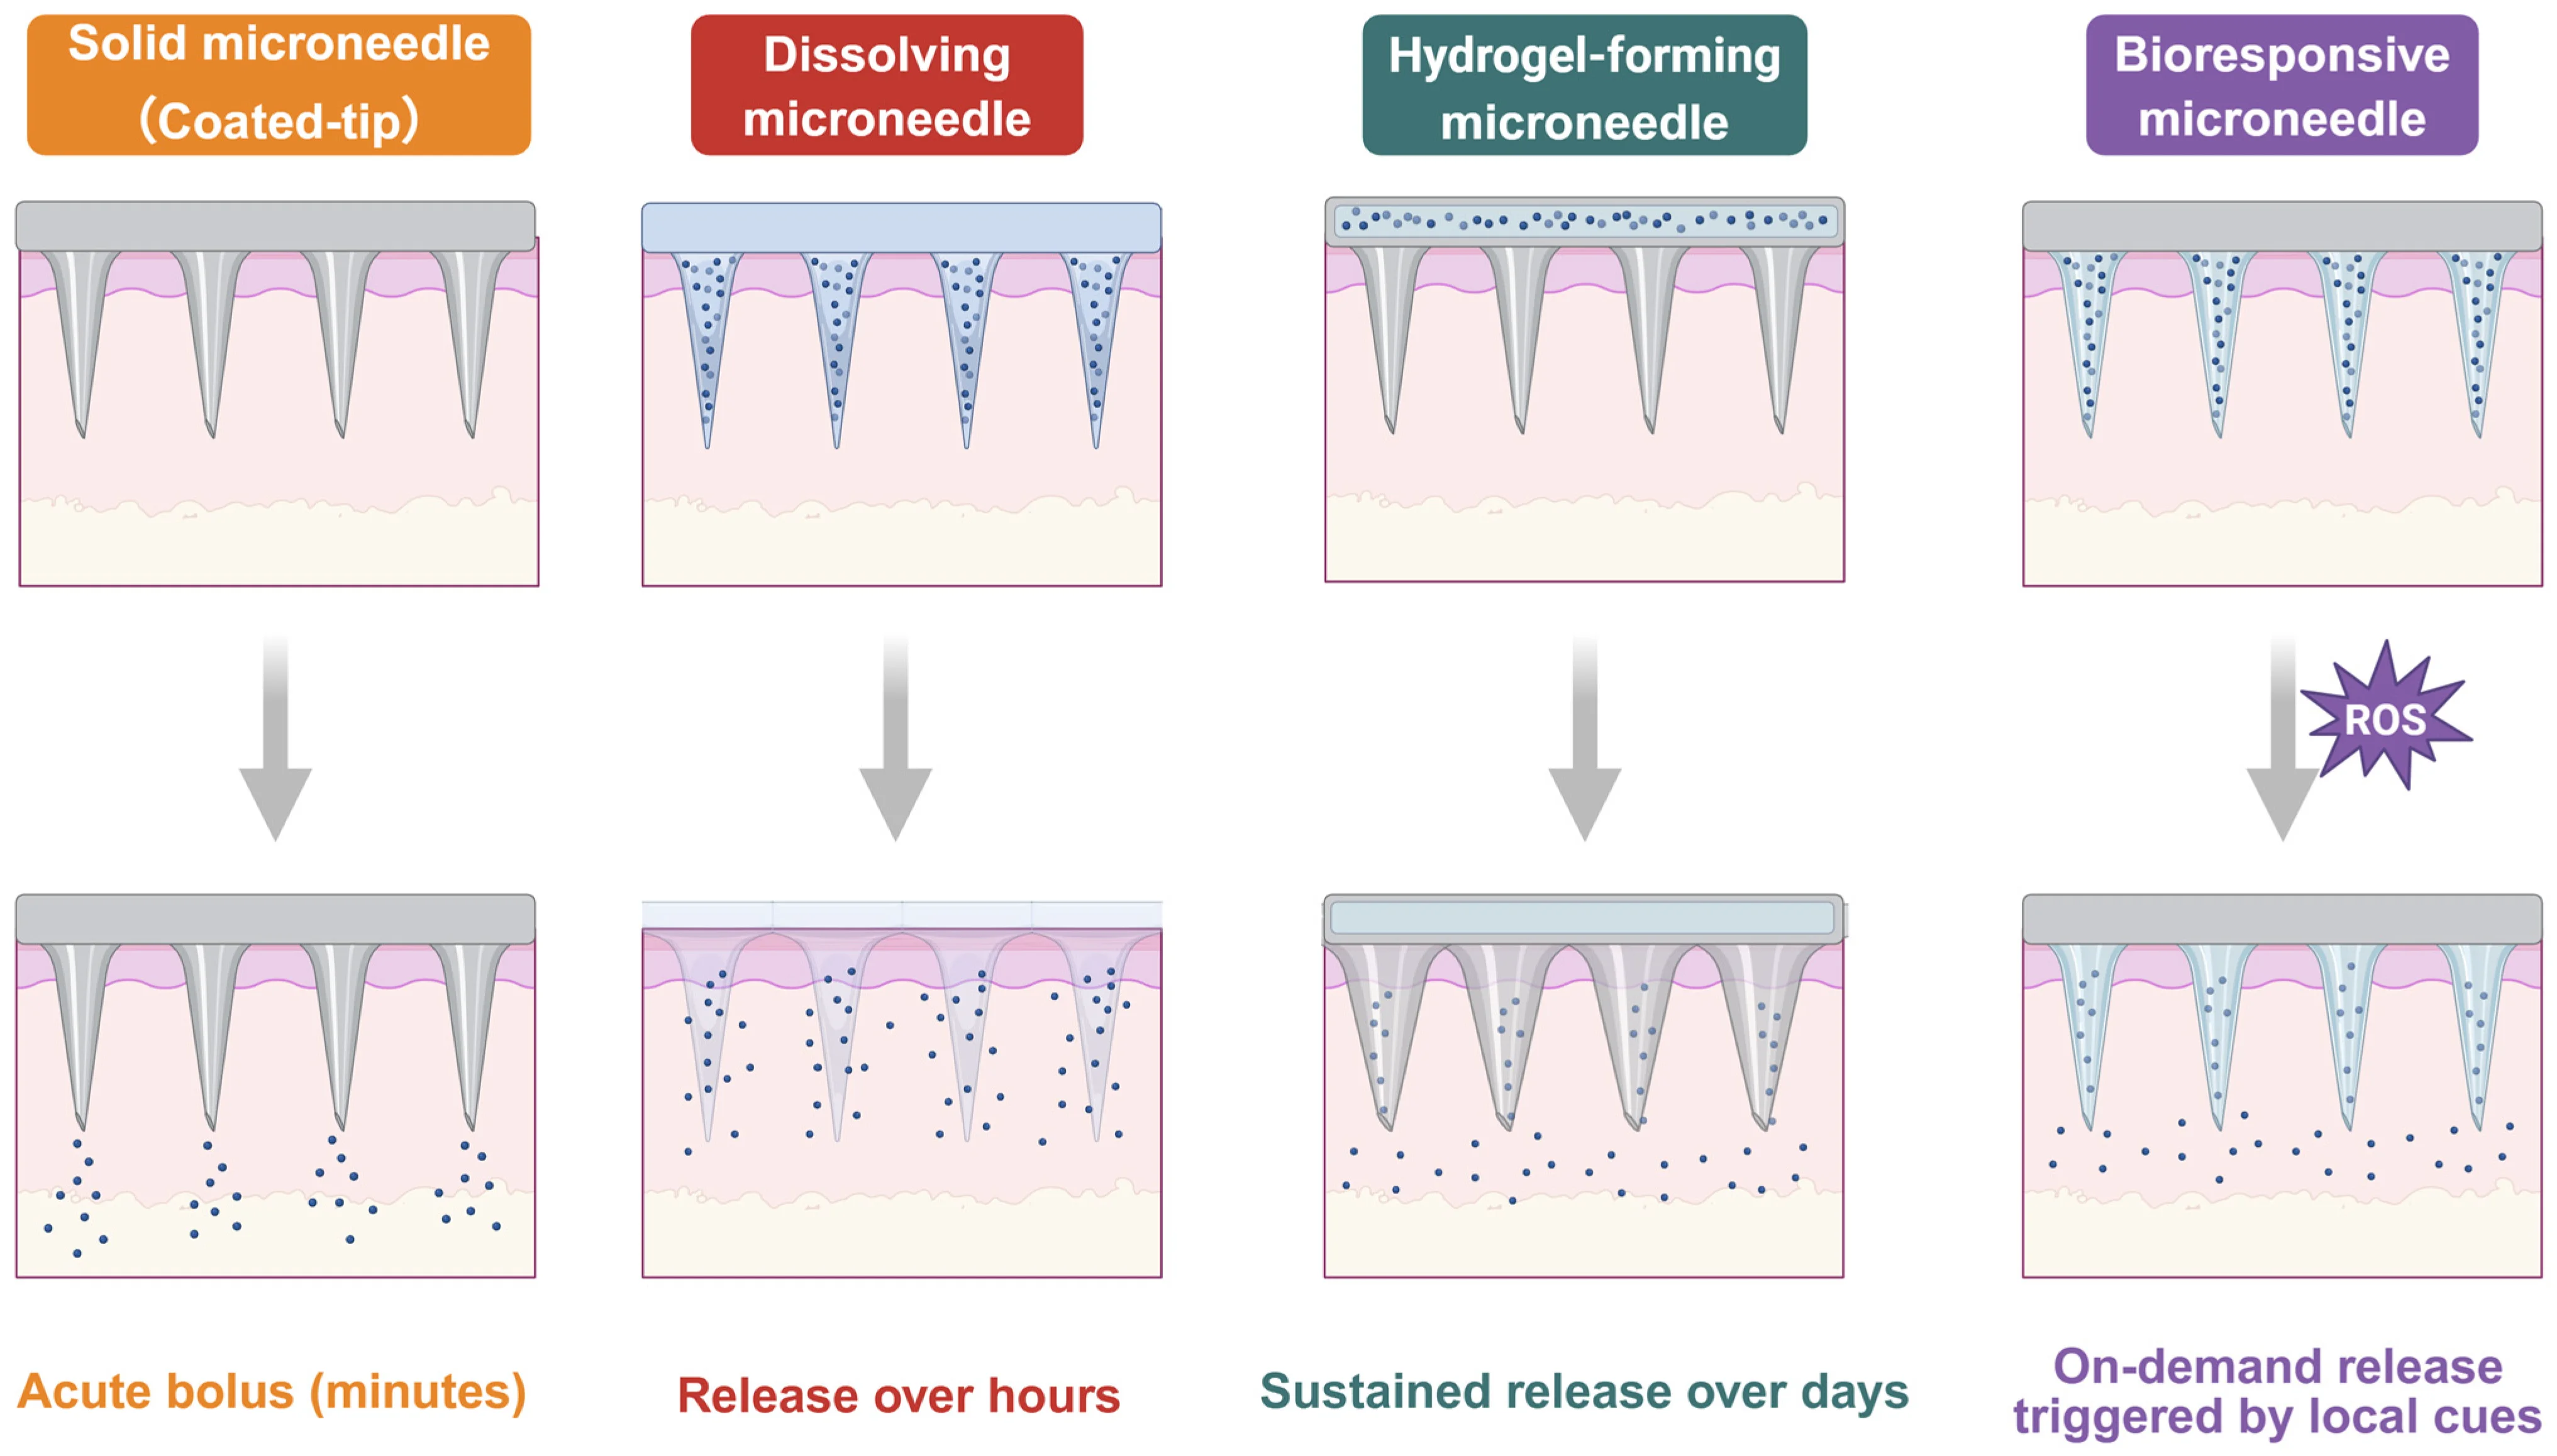 Solid microneedle
(Coated-tip)
Dissolving
microneedle
Hydrogel-forming
microneedle
Bioresponsive
microneedle
ROS
Acute bolus (minutes)
Release over hours
Sustained release over days
On-demand release
triggered by local cues